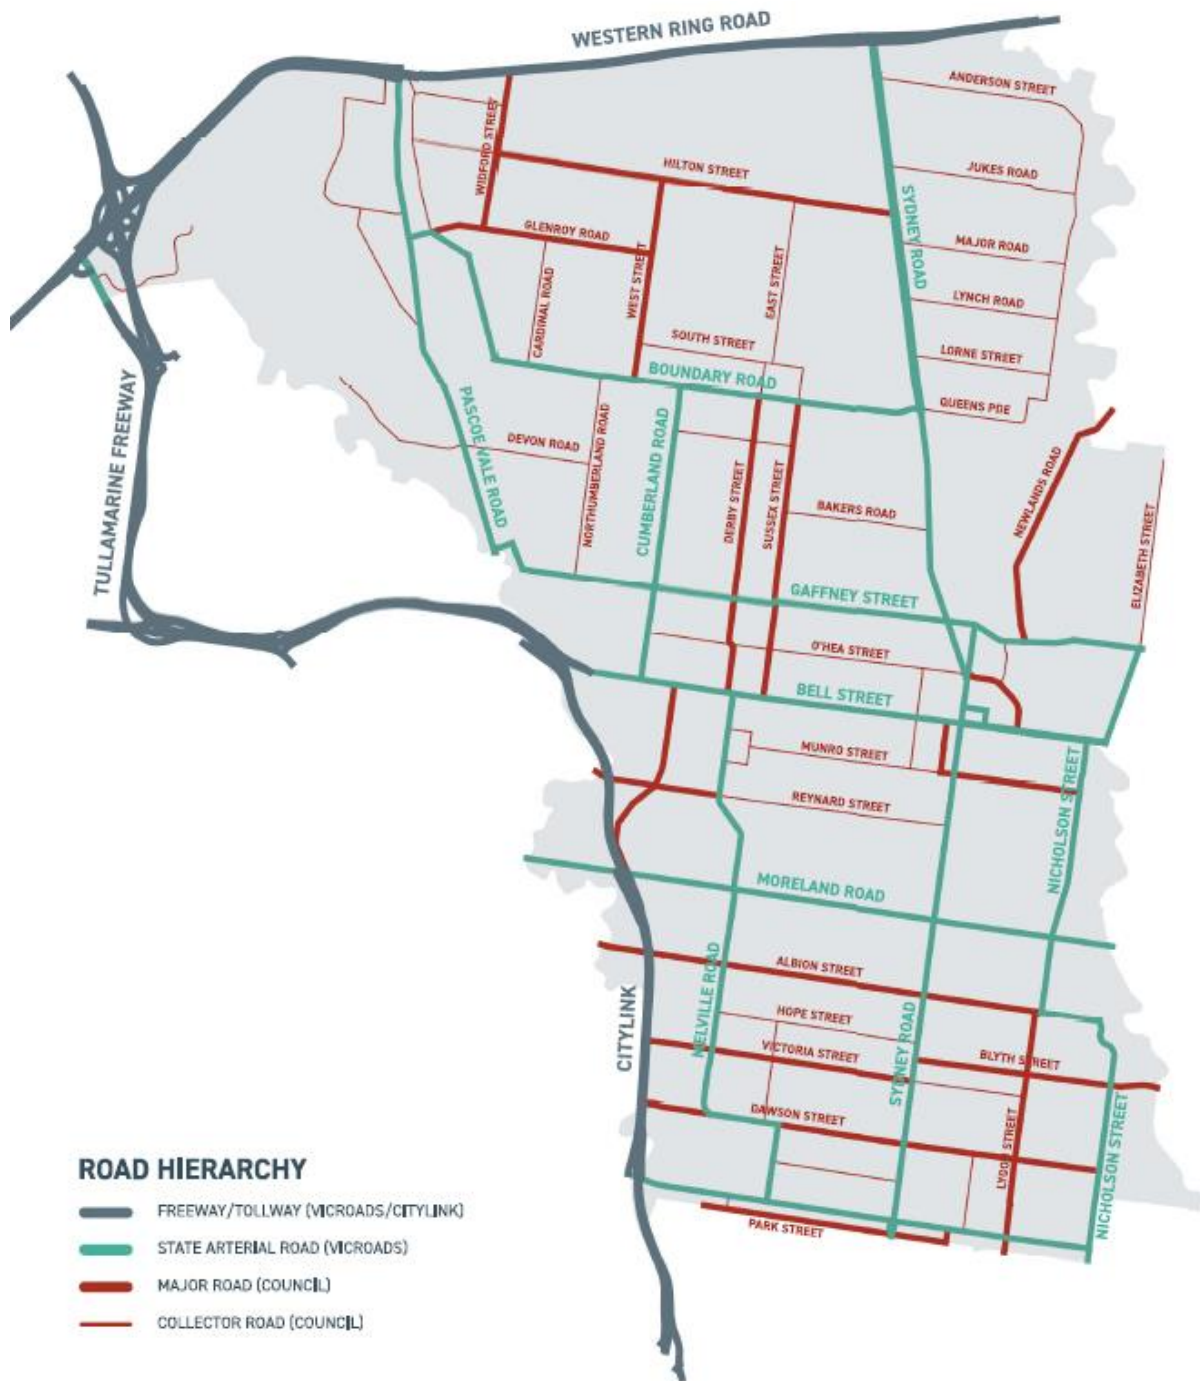 WESTERN RING ROAD
ANDERSON STREET
WIDFORD STREET
HILTON STREET
JUKES ROAD
SYDNEY ROAD
GLENROY ROAD
MAJOR ROAD
WEST STREET
EAST STREET
CARDINAL ROAD
LYNCH ROAD
SOUTH STREET
LORNE STREET
BOUNDARY ROAD
QUEENS PDE
PASCOE VALE ROAD
TULLAMARINE FREEWAY
DEVON ROAD
NORTHUMBERLAND ROAD
CUMBERLAND ROAD
DERBY STREET
SUSSEX STREET
BAKERS ROAD
NEWLANDS ROAD
ELIZABETH STREET
GAFFNEY STREET
O'HEA STREET
BELL STREET
MUNRO STREET
REYNARD STREET
NICHOLSON STREET
MORELAND ROAD
ALBION STREET
MELVILLE ROAD
CITYLINK
HOPE STREET
VICTORIA STREET
SYDNEY ROAD
BLYTH STREET
DAWSON STREET
LYGON STREET
NICHOLSON STREET
PARK STREET
ROAD HIERARCHY
FREEWAY/TOLLWAY (VICROADS/CITYLINK)
STATE ARTERIAL ROAD (VICROADS)
MAJOR ROAD (COUNCIL)
COLLECTOR ROAD (COUNCIL)